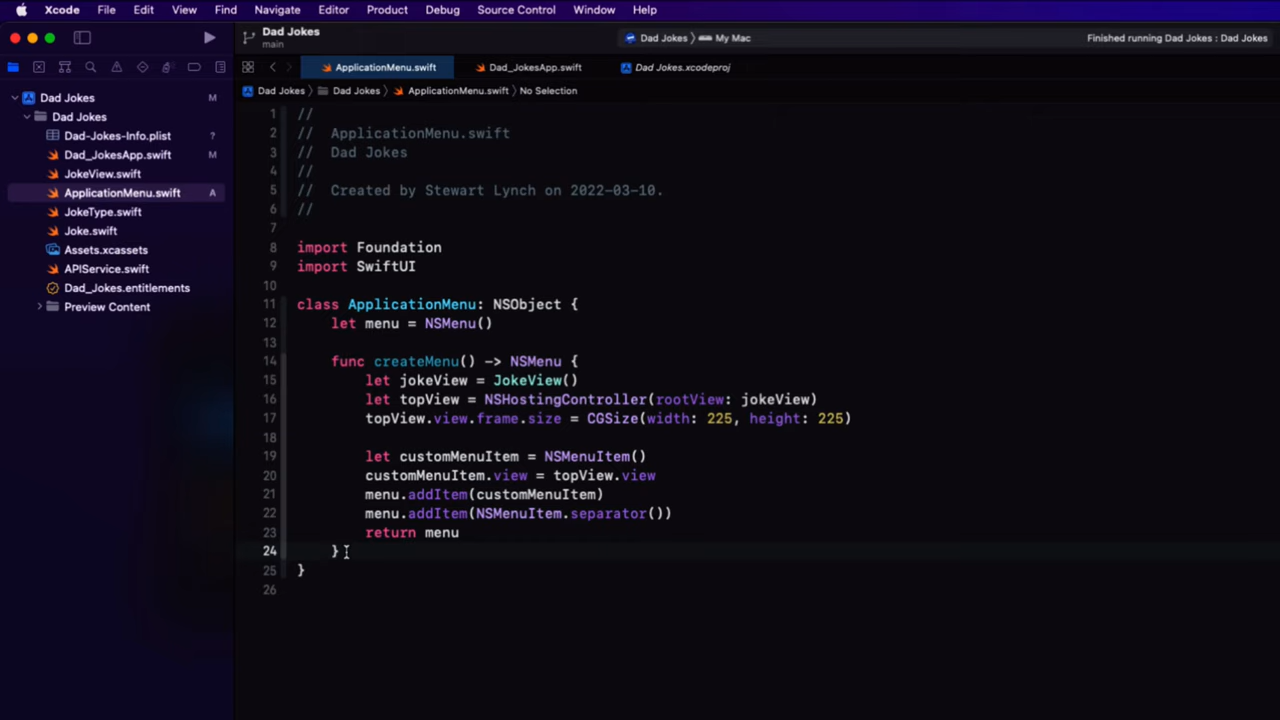 Xcode File Edit View Find Navigate Editor Product Debug Source Control Window Help
Dad Jokes
main
Dad Jokes 〉 My Mac
Finished running Dad Jokes : Dad Jokes
ApplicationMenu.swift Dad_JokesApp.swift Dad Jokes.xcodeproj
Dad Jokes 〉 Dad Jokes 〉 ApplicationMenu.swift 〉 No Selection
Dad Jokes M
Dad Jokes
Dad-Jokes-Info.plist ?
Dad_JokesApp.swift M
JokeView.swift
ApplicationMenu.swift A
JokeType.swift
Joke.swift
Assets.xcassets
APIService.swift
Dad_Jokes.entitlements
Preview Content
1 //
2 // ApplicationMenu.swift
3 // Dad Jokes
4 //
5 // Created by Stewart Lynch on 2022-03-10.
6 //
7
8 import Foundation
9 import SwiftUI
10
11 class ApplicationMenu: NSObject {
12 let menu = NSMenu()
13
14 func createMenu() -> NSMenu {
15 let jokeView = JokeView()
16 let topView = NSHostingController(rootView: jokeView)
17 topView.view.frame.size = CGSize(width: 225, height: 225)
18
19 let customMenuItem = NSMenuItem()
20 customMenuItem.view = topView.view
21 menu.addItem(customMenuItem)
22 menu.addItem(NSMenuItem.separator())
23 return menu
24 }
25 }
26